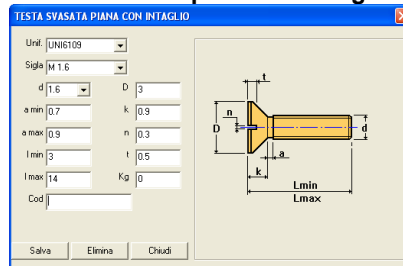 TESTA SVASATA PIANA CON INTAGLIO
Unif. UNI6109
Sigla M 1.6
d 1.6 D 3
a min 0.7 k 0.9
a max 0.9 n 0.3
l min 3 t 0.5
l max 14 Kg 0
Cod
Salva Elimina Chiudi
t
n
D
d
a
k
Lmin
Lmax